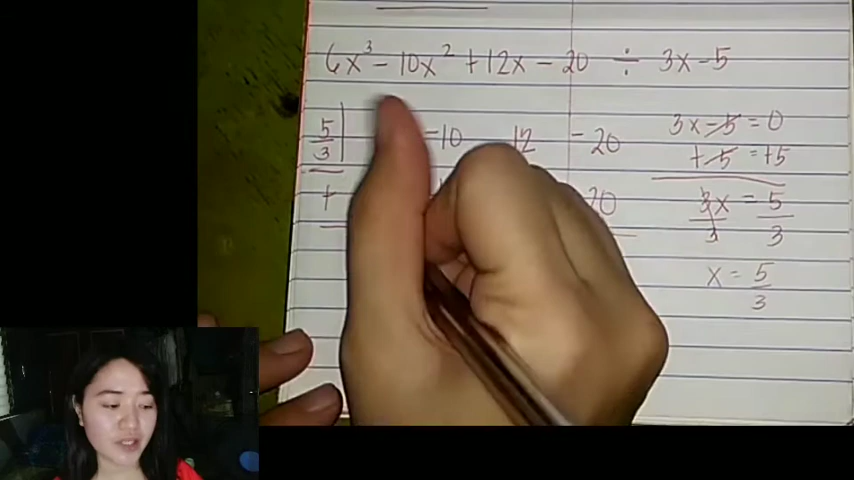 6x³ - 10x² + 12x - 20 ÷ 3x - 5
5/3 -10 12 -20
+ 20
3x - 5 = 0
+ 5 = +5
3x/3 = 5/3
x = 5/3